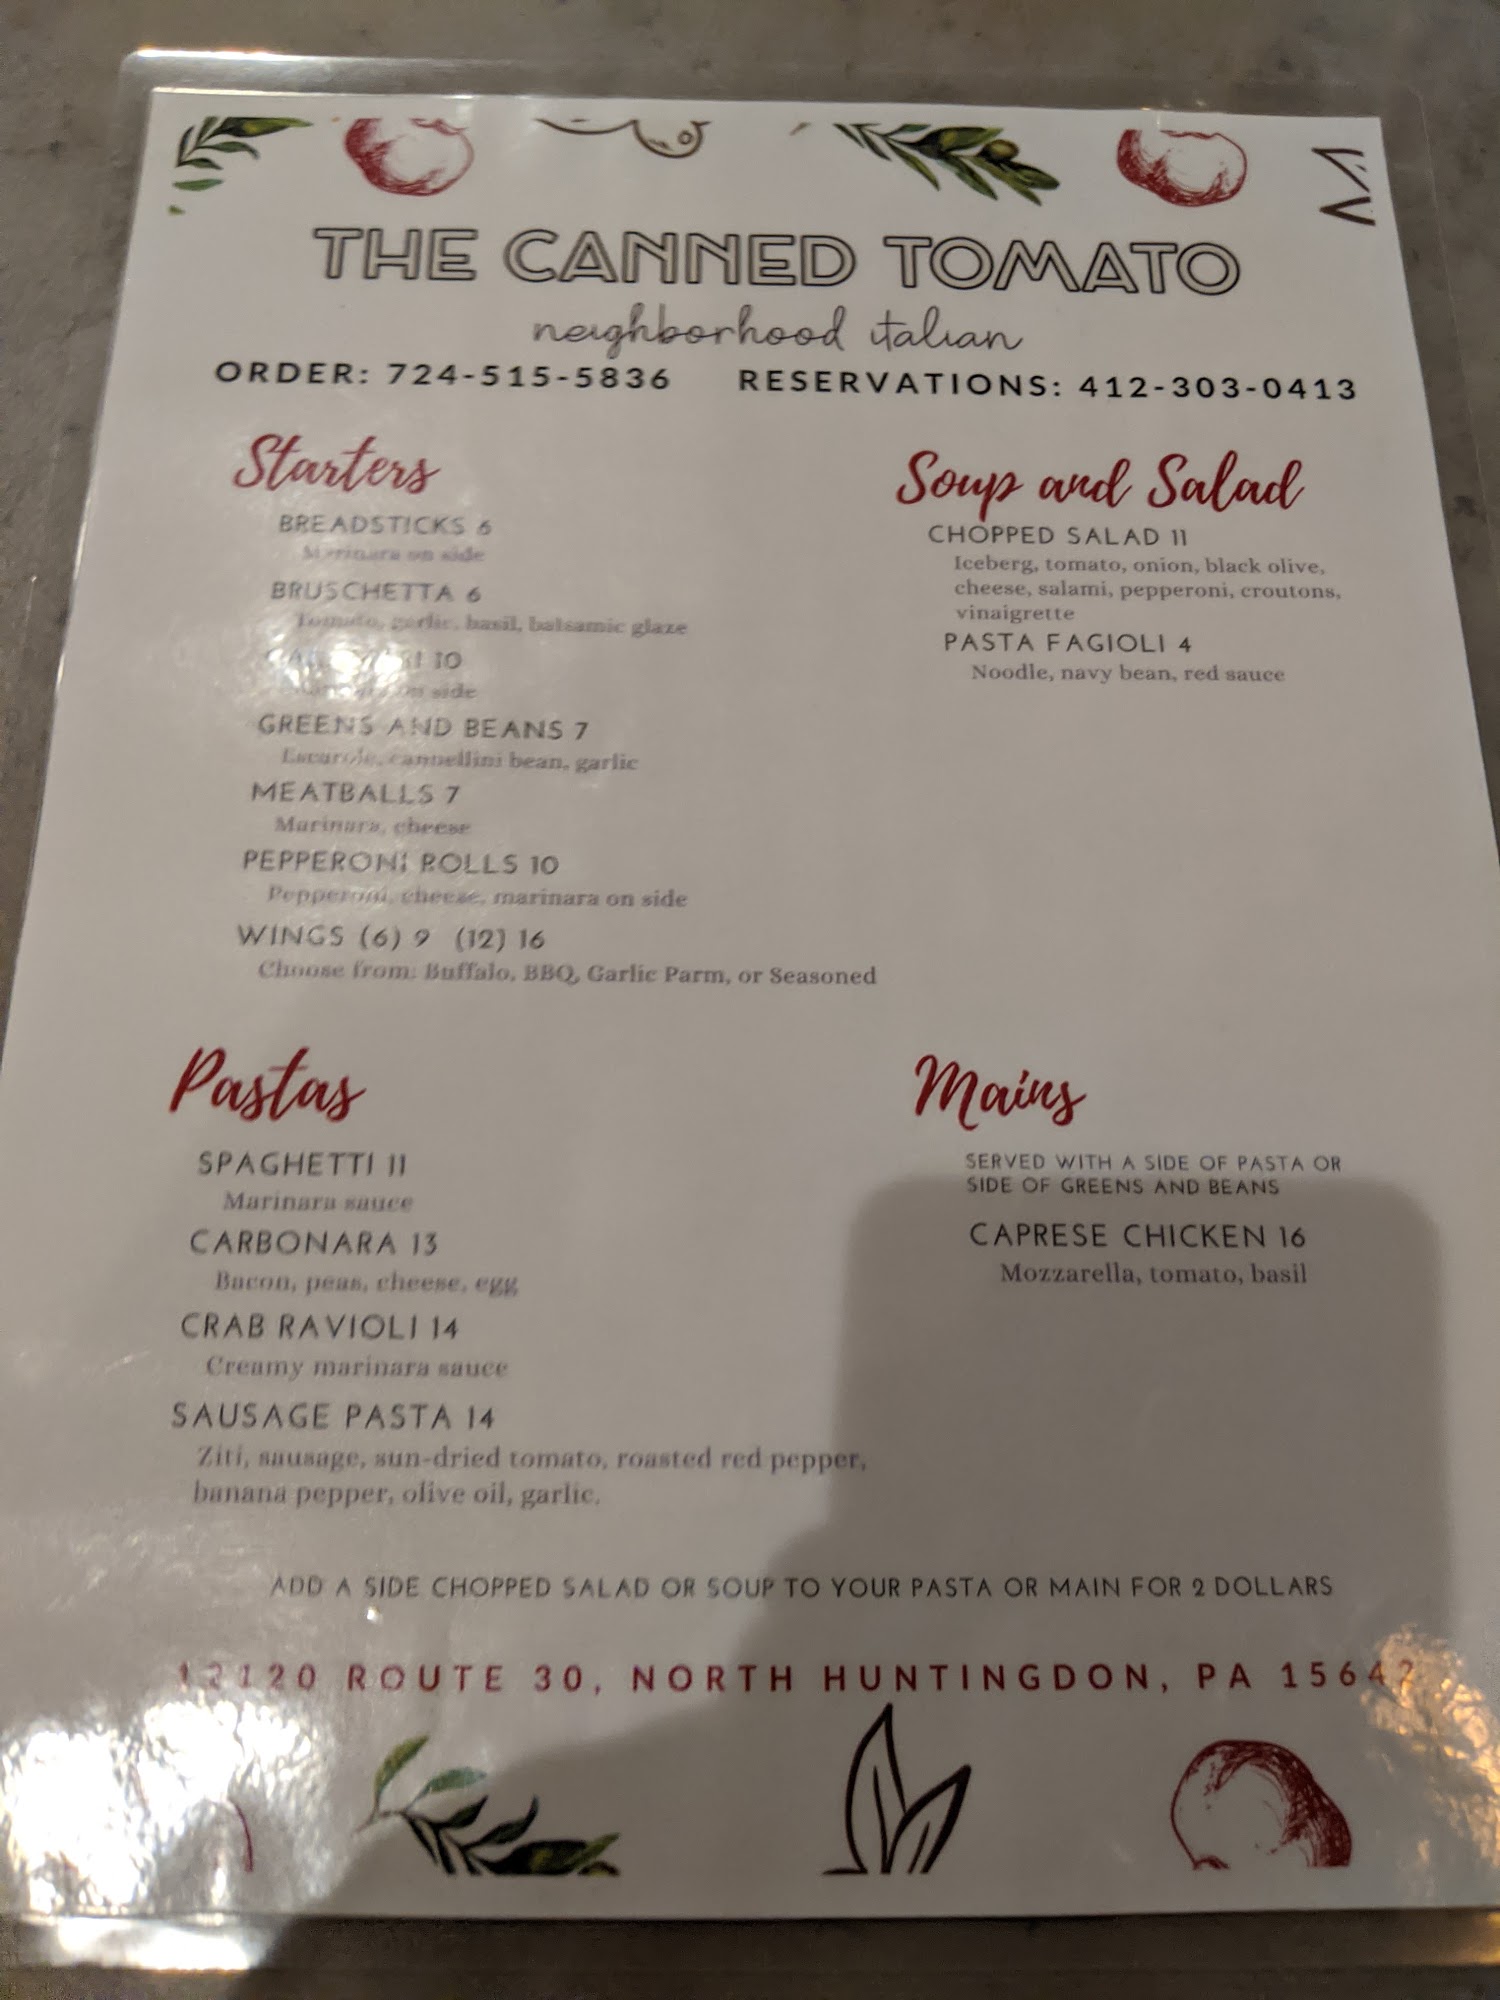 THE CANNED TOMATO
neighborhood italian
ORDER: 724-515-5836 RESERVATIONS: 412-303-0413
Starters
BREADSTICKS 6
Marinara on side
BRUSCHETTA 6
Tomato, garlic, basil, balsamic glaze
10
on side
GREENS AND BEANS 7
Escarole, cannellini bean, garlic
MEATBALLS 7
Marinara, cheese
PEPPERONI ROLLS 10
Pepperoni, cheese, marinara on side
WINGS (6) 9 (12) 16
Choose from: Buffalo, BBQ, Garlic Parm, or Seasoned
Soup and Salad
CHOPPED SALAD 11
Iceberg, tomato, onion, black olive,
cheese, salami, pepperoni, croutons,
vinaigrette
PASTA FAGIOLI 4
Noodle, navy bean, red sauce
Pastas
SPAGHETTI 11
Marinara sauce
CARBONARA 13
Bacon, peas, cheese, egg
CRAB RAVIOLI 14
Creamy marinara sauce
SAUSAGE PASTA 14
Ziti, sausage, sun-dried tomato, roasted red pepper,
banana pepper, olive oil, garlic.
Mains
SERVED WITH A SIDE OF PASTA OR
SIDE OF GREENS AND BEANS
CAPRESE CHICKEN 16
Mozzarella, tomato, basil
ADD A SIDE CHOPPED SALAD OR SOUP TO YOUR PASTA OR MAIN FOR 2 DOLLARS
12120 ROUTE 30, NORTH HUNTINGDON, PA 15642